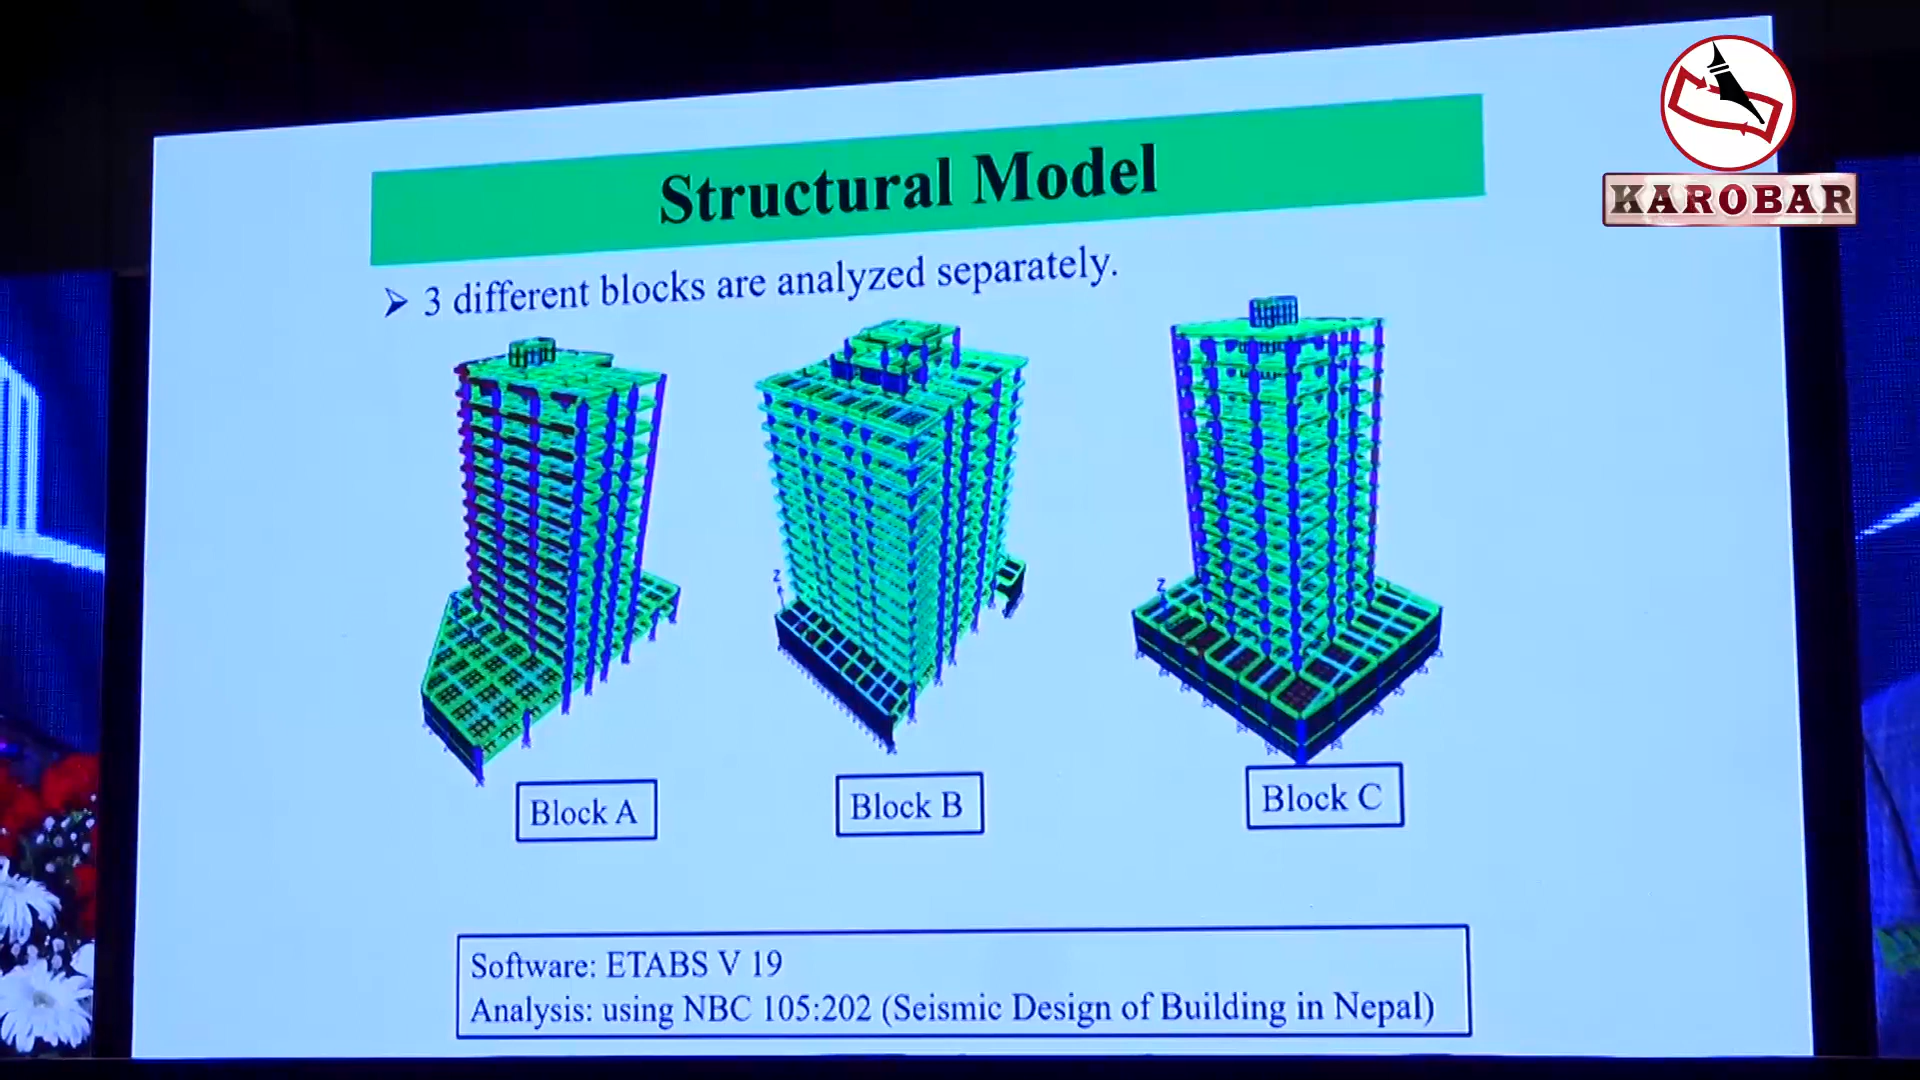 KAROBAR
Structural Model
➢ 3 different blocks are analyzed separately.
Z
Z
Block A
Block B
Block C
Software: ETABS V 19
Analysis: using NBC 105:202 (Seismic Design of Building in Nepal)